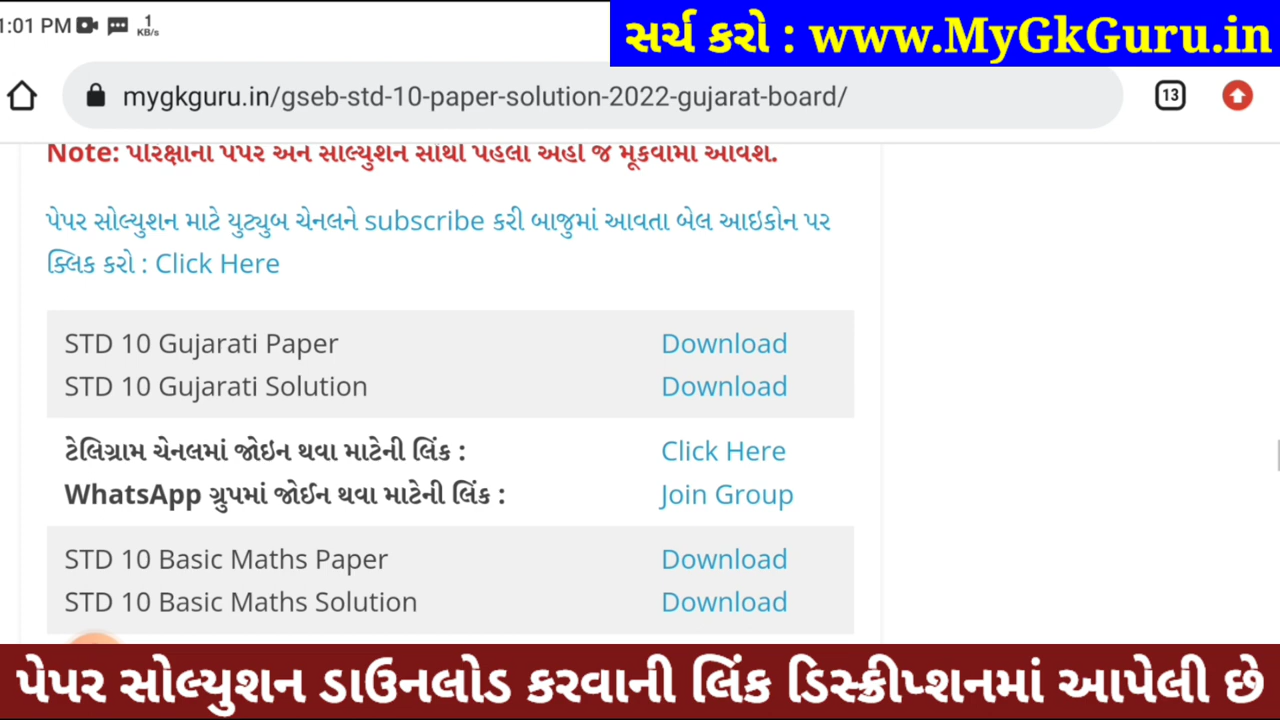 1:01 PM 1 KB/s
સર્ચ કરો : www.MyGkGuru.in
mygkguru.in/gseb-std-10-paper-solution-2022-gujarat-board/
13
Note: પરિક્ષાના પેપર અને સોલ્યુશન સૌથી પહેલા અહીં જ મૂકવામાં આવશે.
પેપર સોલ્યુશન માટે યુટ્યુબ ચેનલને subscribe કરી બાજુમાં આવતા બેલ આઇકોન પર
ક્લિક કરો : Click Here
STD 10 Gujarati Paper Download
STD 10 Gujarati Solution Download
ટેલિગ્રામ ચેનલમાં જોઇન થવા માટેની લિંક : Click Here
WhatsApp ગ્રુપમાં જોઈન થવા માટેની લિંક : Join Group
STD 10 Basic Maths Paper Download
STD 10 Basic Maths Solution Download
પેપર સોલ્યુશન ડાઉનલોડ કરવાની લિંક ડિસ્ક્રીપ્શનમાં આપેલી છે